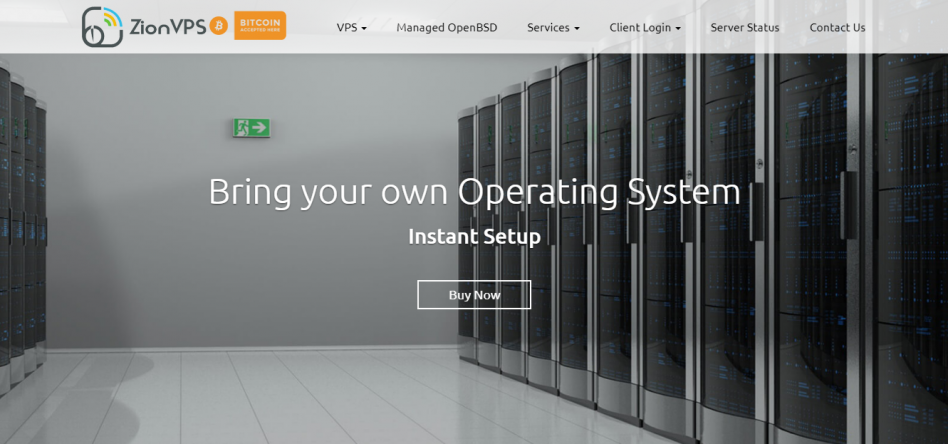 ZionVPS
BITCOIN
ACCEPTED HERE
VPS
Managed OpenBSD
Services
Client Login
Server Status
Contact Us
Bring your own Operating System
Instant Setup
Buy Now